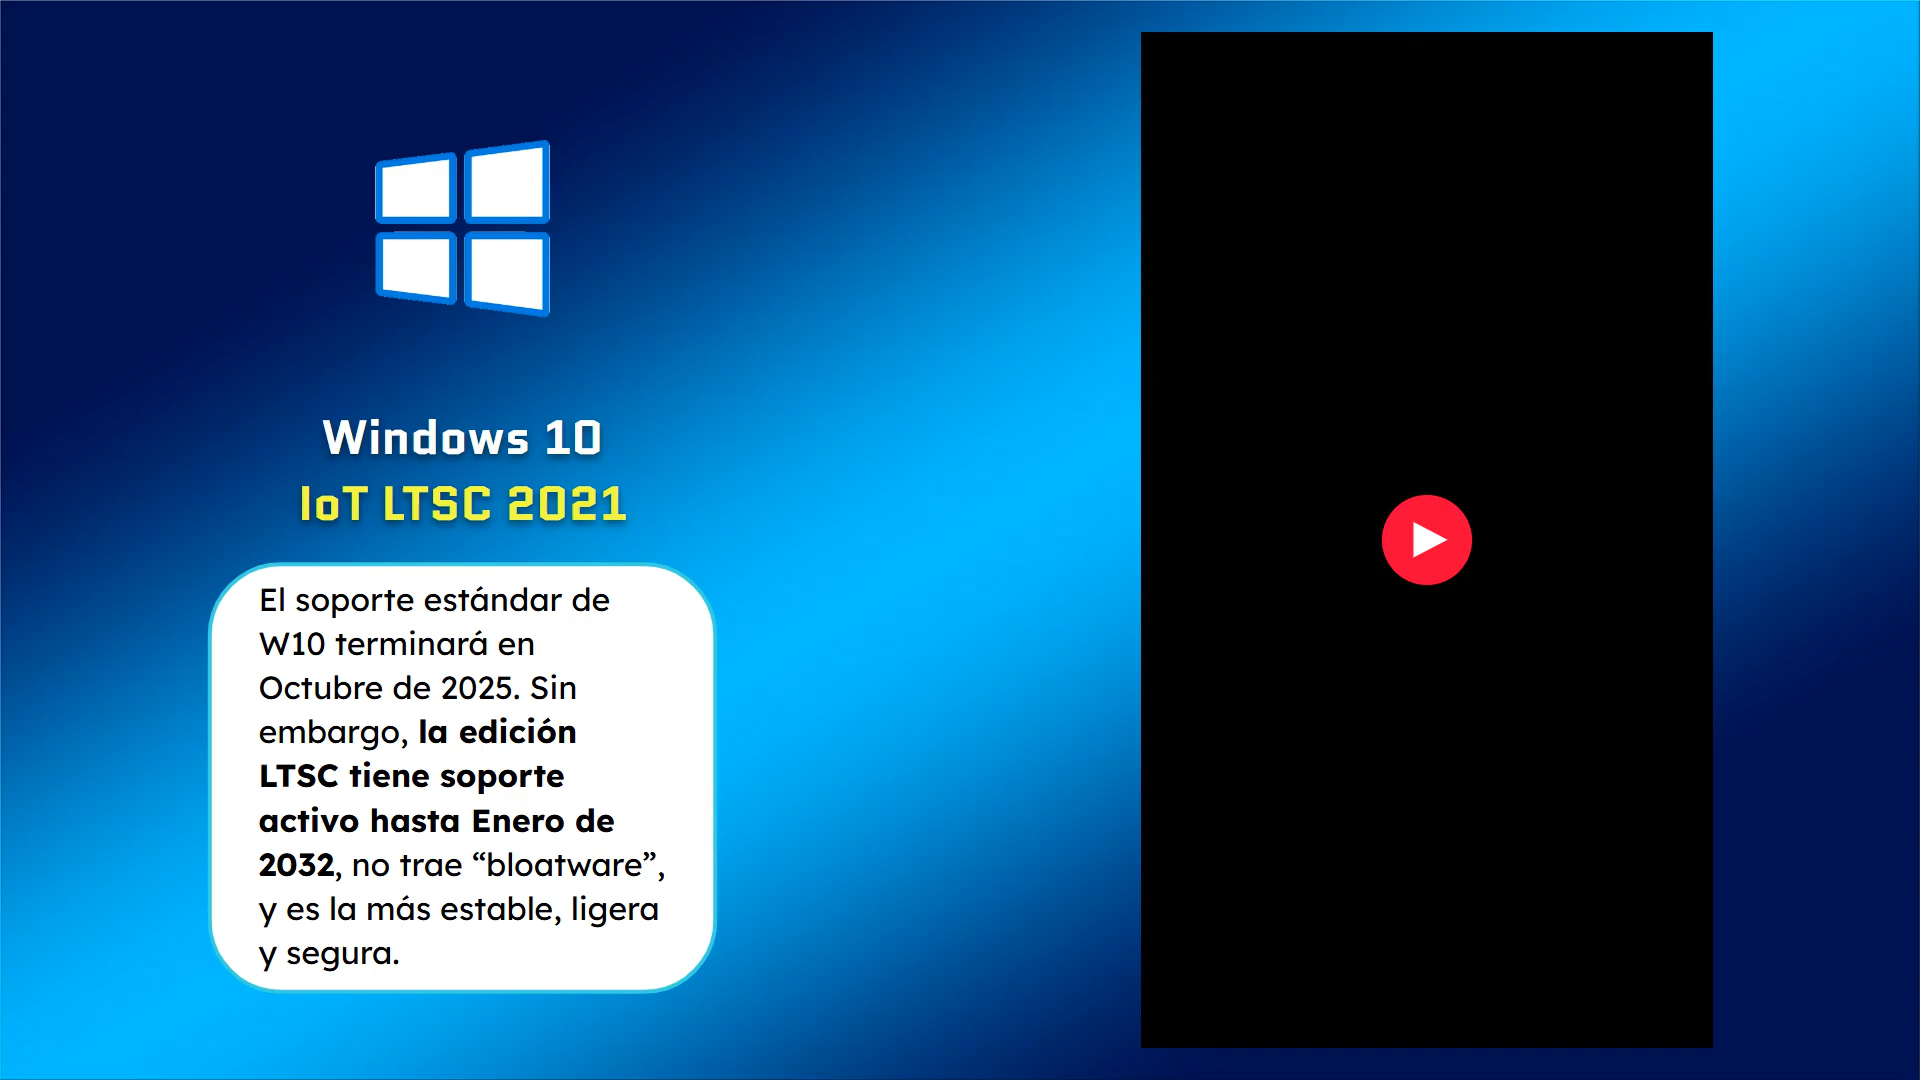 Windows 10
IoT LTSC 2021
El soporte estándar de
W10 terminará en
Octubre de 2025. Sin
embargo, la edición
LTSC tiene soporte
activo hasta Enero de
2032, no trae “bloatware”,
y es la más estable, ligera
y segura.